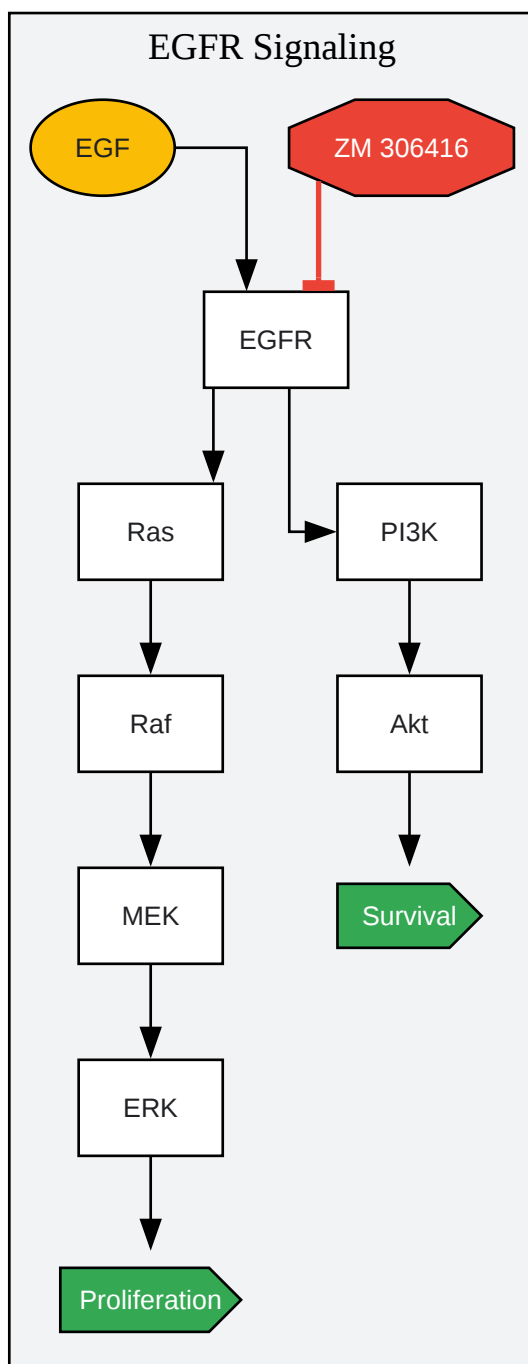 EGFR Signaling
EGF
ZM 306416
EGFR
Ras
PI3K
Raf
Akt
MEK
Survival
ERK
Proliferation